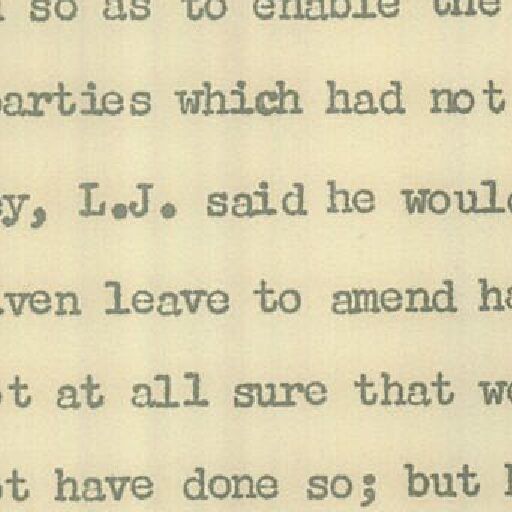 so as to enable the
arties which had not
y, L.J. said he would
ven leave to amend ha
t at all sure that we
t have done so; but